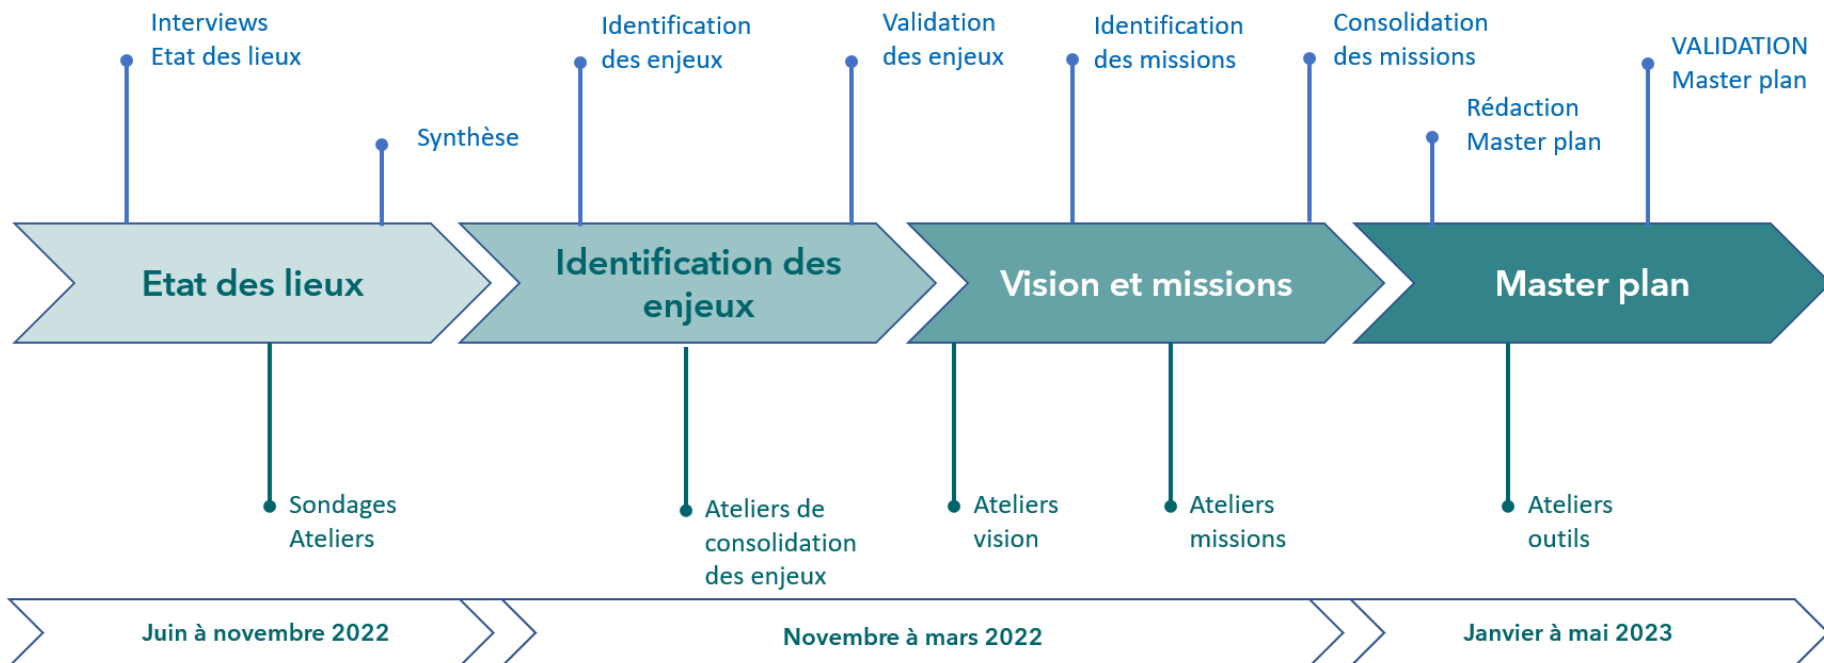 Interviews
Etat des lieux
Synthèse
Identification
des enjeux
Validation
des enjeux
Identification
des missions
Consolidation
des missions
Rédaction
Master plan
VALIDATION
Master plan
Etat des lieux
Identification des
enjeux
Vision et missions
Master plan
Sondages
Ateliers
Ateliers de
consolidation
des enjeux
Ateliers
vision
Ateliers
missions
Ateliers
outils
Juin à novembre 2022
Novembre à mars 2022
Janvier à mai 2023